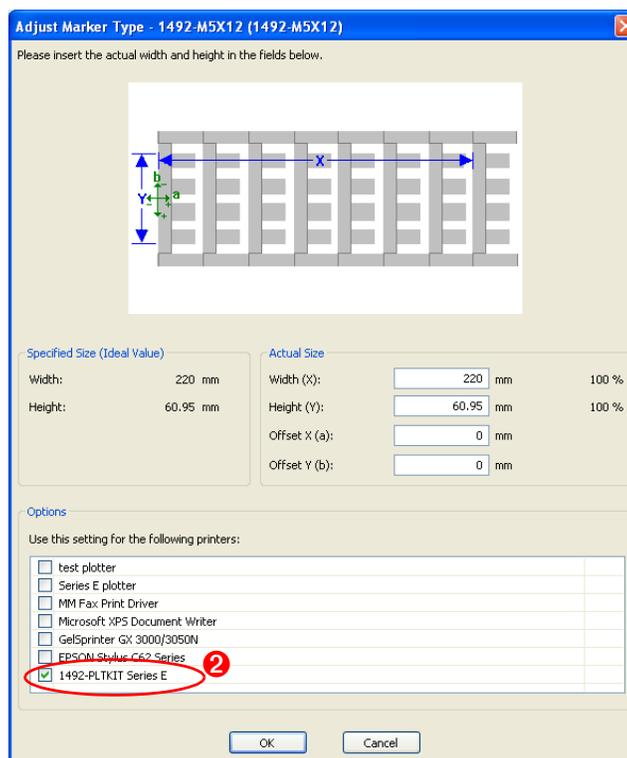 Adjust Marker Type - 1492-M5X12 (1492-M5X12)
Please insert the actual width and height in the fields below.
X
b
Y
a
Specified Size (Ideal Value)
Width: 220 mm
Height: 60.95 mm
Actual Size
Width (X): 220 mm 100 %
Height (Y): 60.95 mm 100 %
Offset X (a): 0 mm
Offset Y (b): 0 mm
Options
Use this setting for the following printers:
test plotter
Series E plotter
MM Fax Print Driver
Microsoft XPS Document Writer
GelSprinter GX 3000/3050N
EPSON Stylus C62 Series
2
1492-PLTKIT Series E
OK Cancel